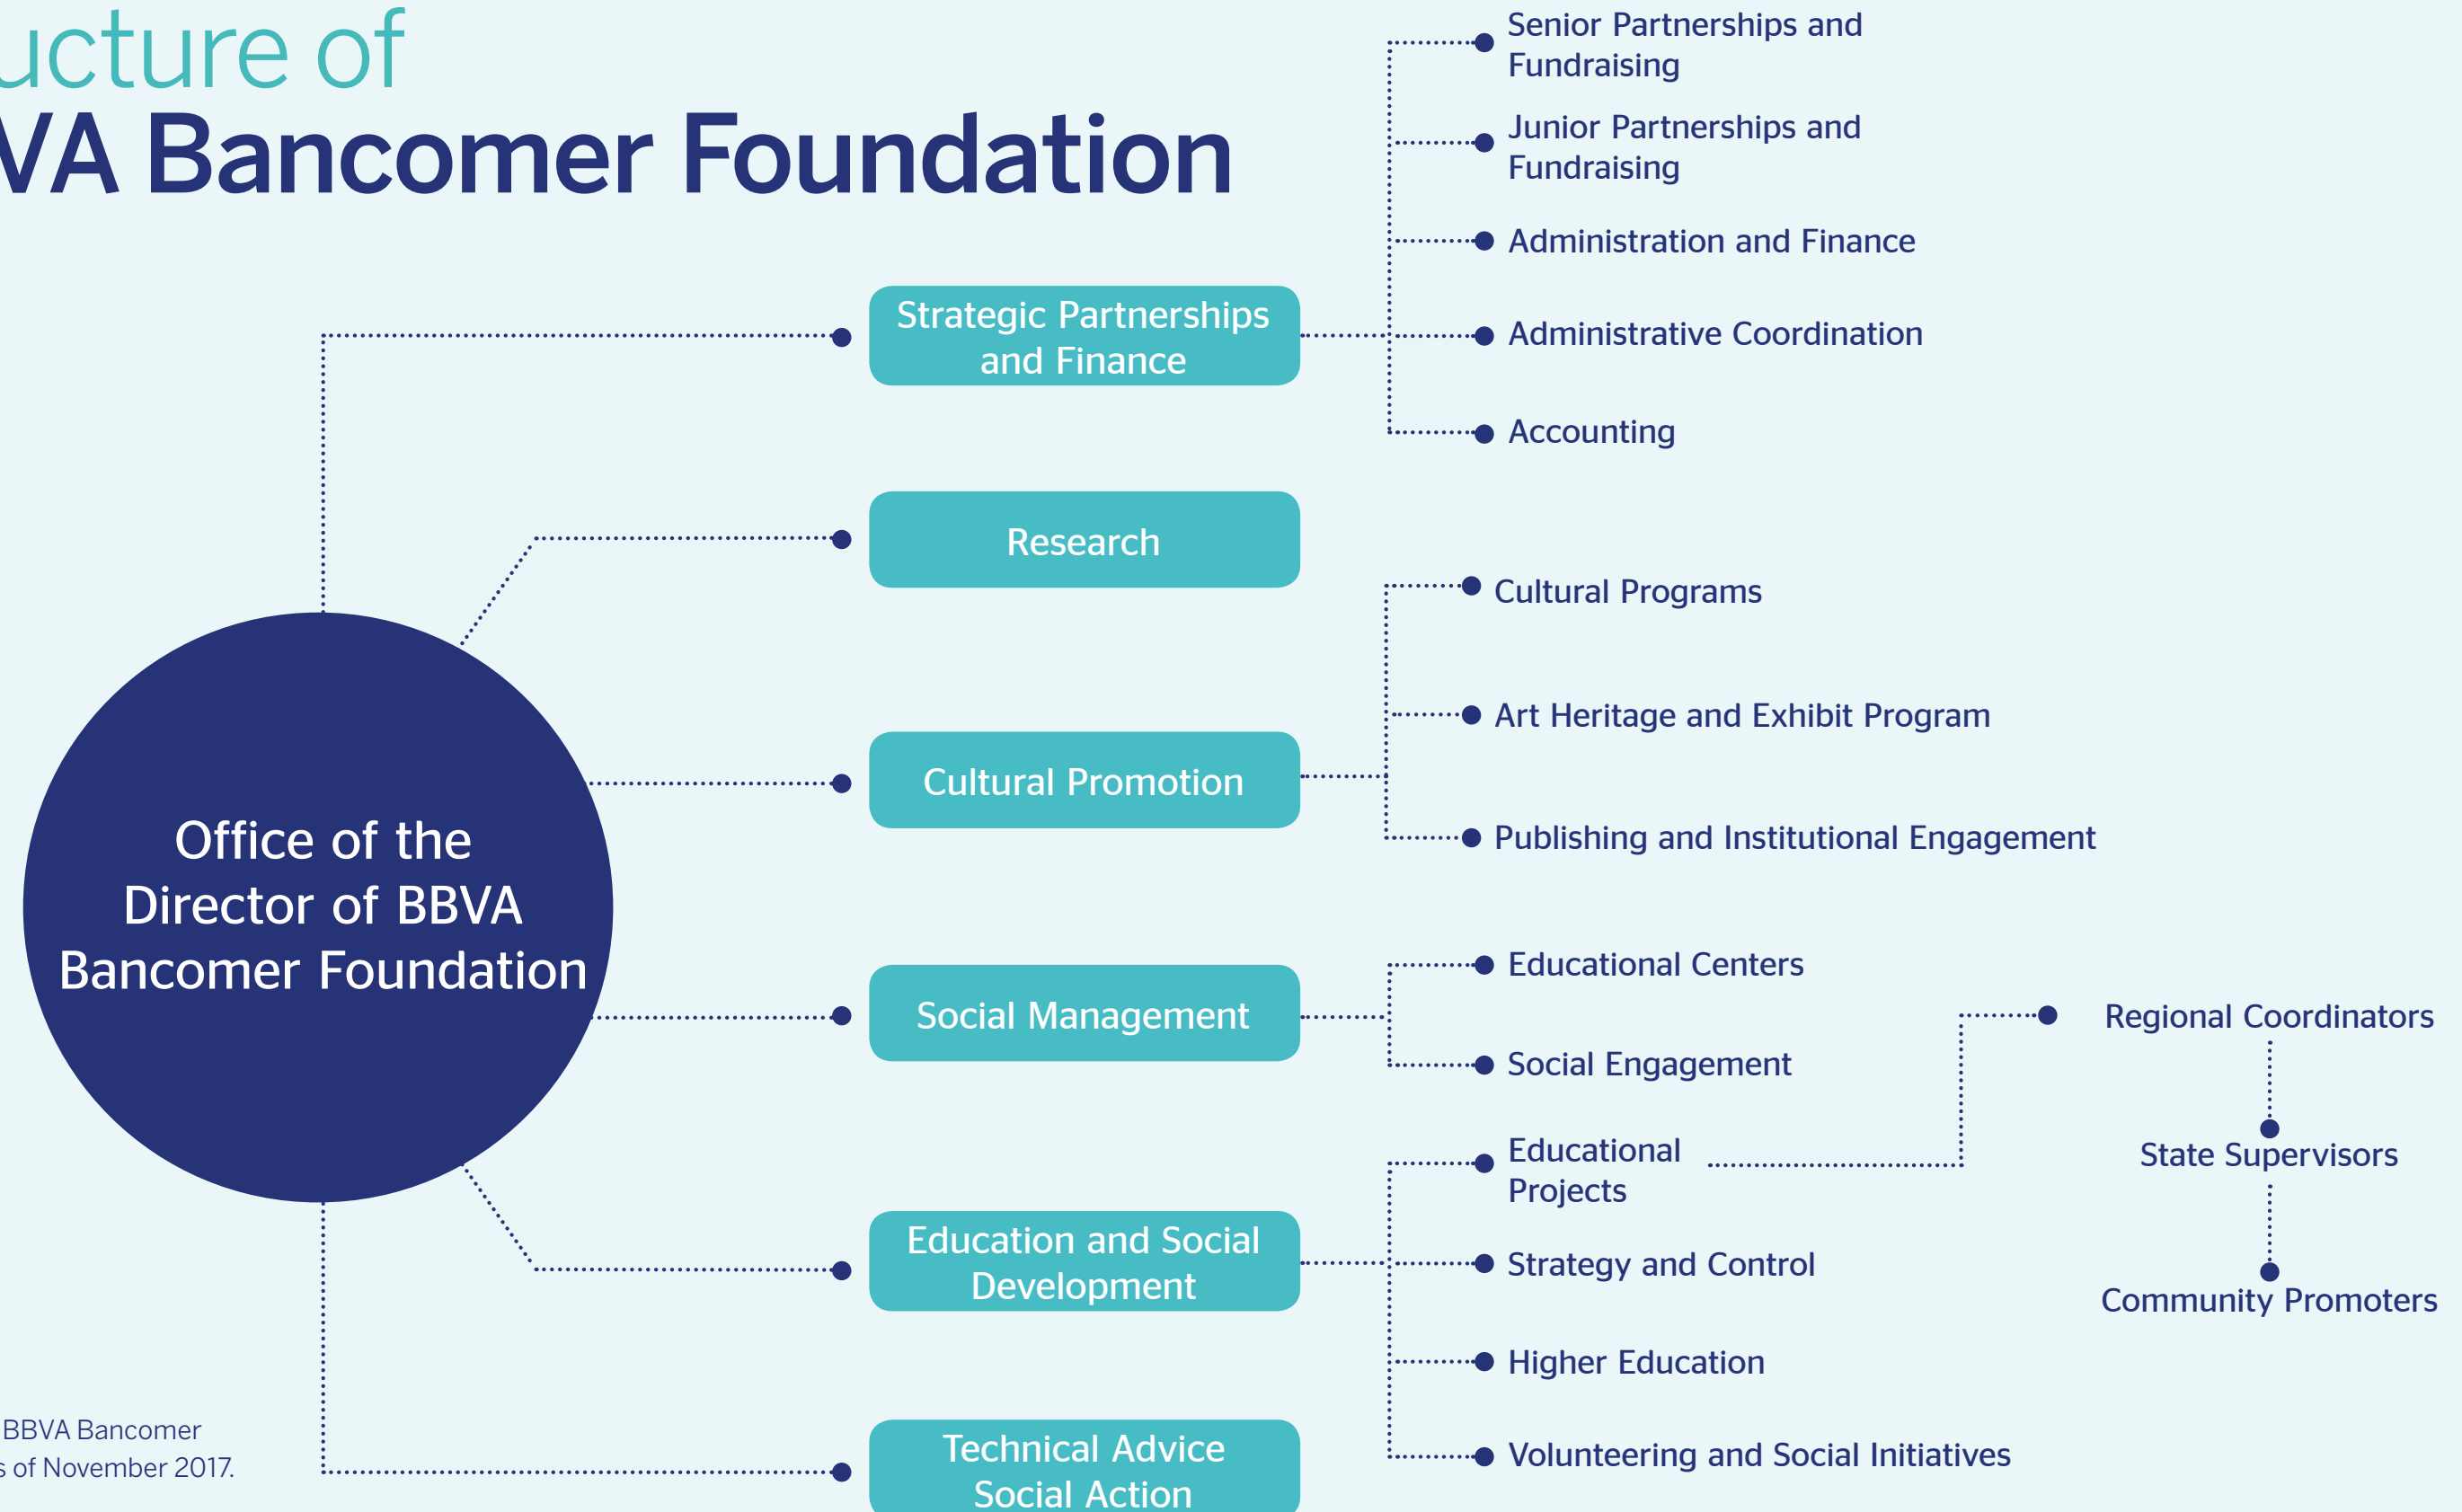 ucture of
VA Bancomer Foundation
Office of the
Director of BBVA
Bancomer Foundation
Strategic Partnerships
and Finance
Senior Partnerships and
Fundraising
Junior Partnerships and
Fundraising
Administration and Finance
Administrative Coordination
Accounting
Research
Cultural Promotion
Cultural Programs
Art Heritage and Exhibit Program
Publishing and Institutional Engagement
Social Management
Educational Centers
Social Engagement
Education and Social
Development
Educational
Projects
Regional Coordinators
State Supervisors
Community Promoters
Strategy and Control
Higher Education
Volunteering and Social Initiatives
Technical Advice
Social Action
BBVA Bancomer
s of November 2017.